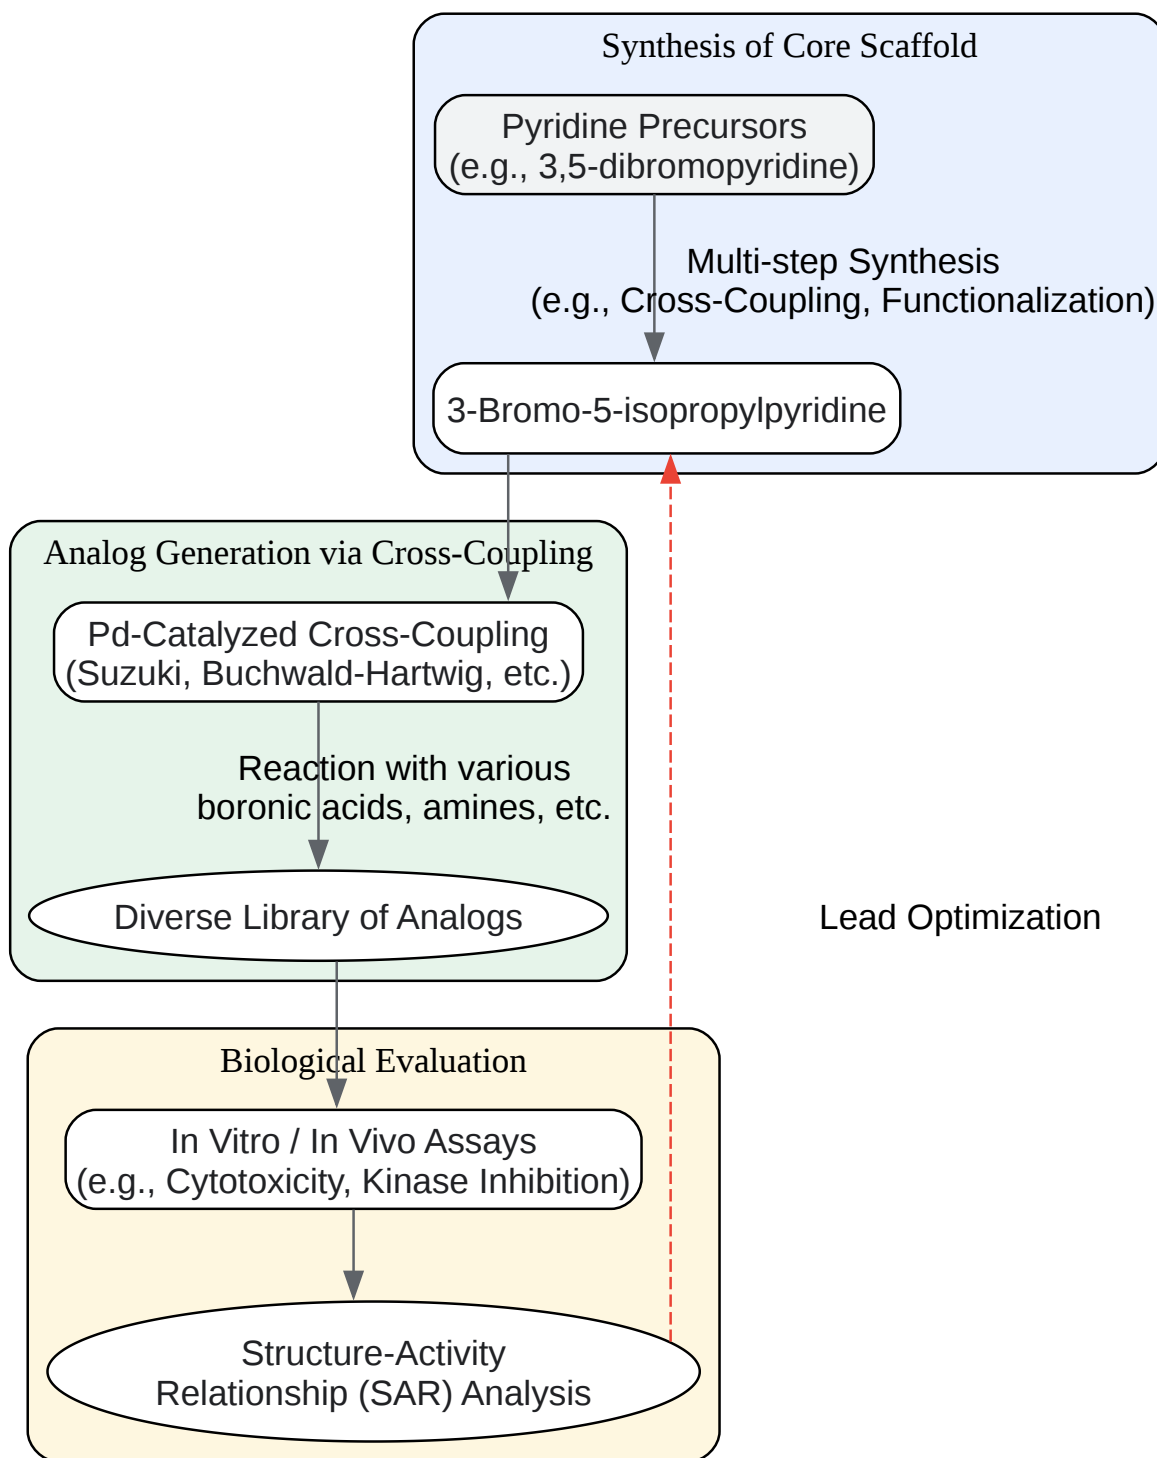 Synthesis of Core Scaffold
Pyridine Precursors
(e.g., 3,5-dibromopyridine)
Multi-step Synthesis
(e.g., Cross-Coupling, Functionalization)
3-Bromo-5-isopropylpyridine
Analog Generation via Cross-Coupling
Pd-Catalyzed Cross-Coupling
(Suzuki, Buchwald-Hartwig, etc.)
Reaction with various
boronic acids, amines, etc.
Diverse Library of Analogs
Lead Optimization
Biological Evaluation
In Vitro / In Vivo Assays
(e.g., Cytotoxicity, Kinase Inhibition)
Structure-Activity
Relationship (SAR) Analysis